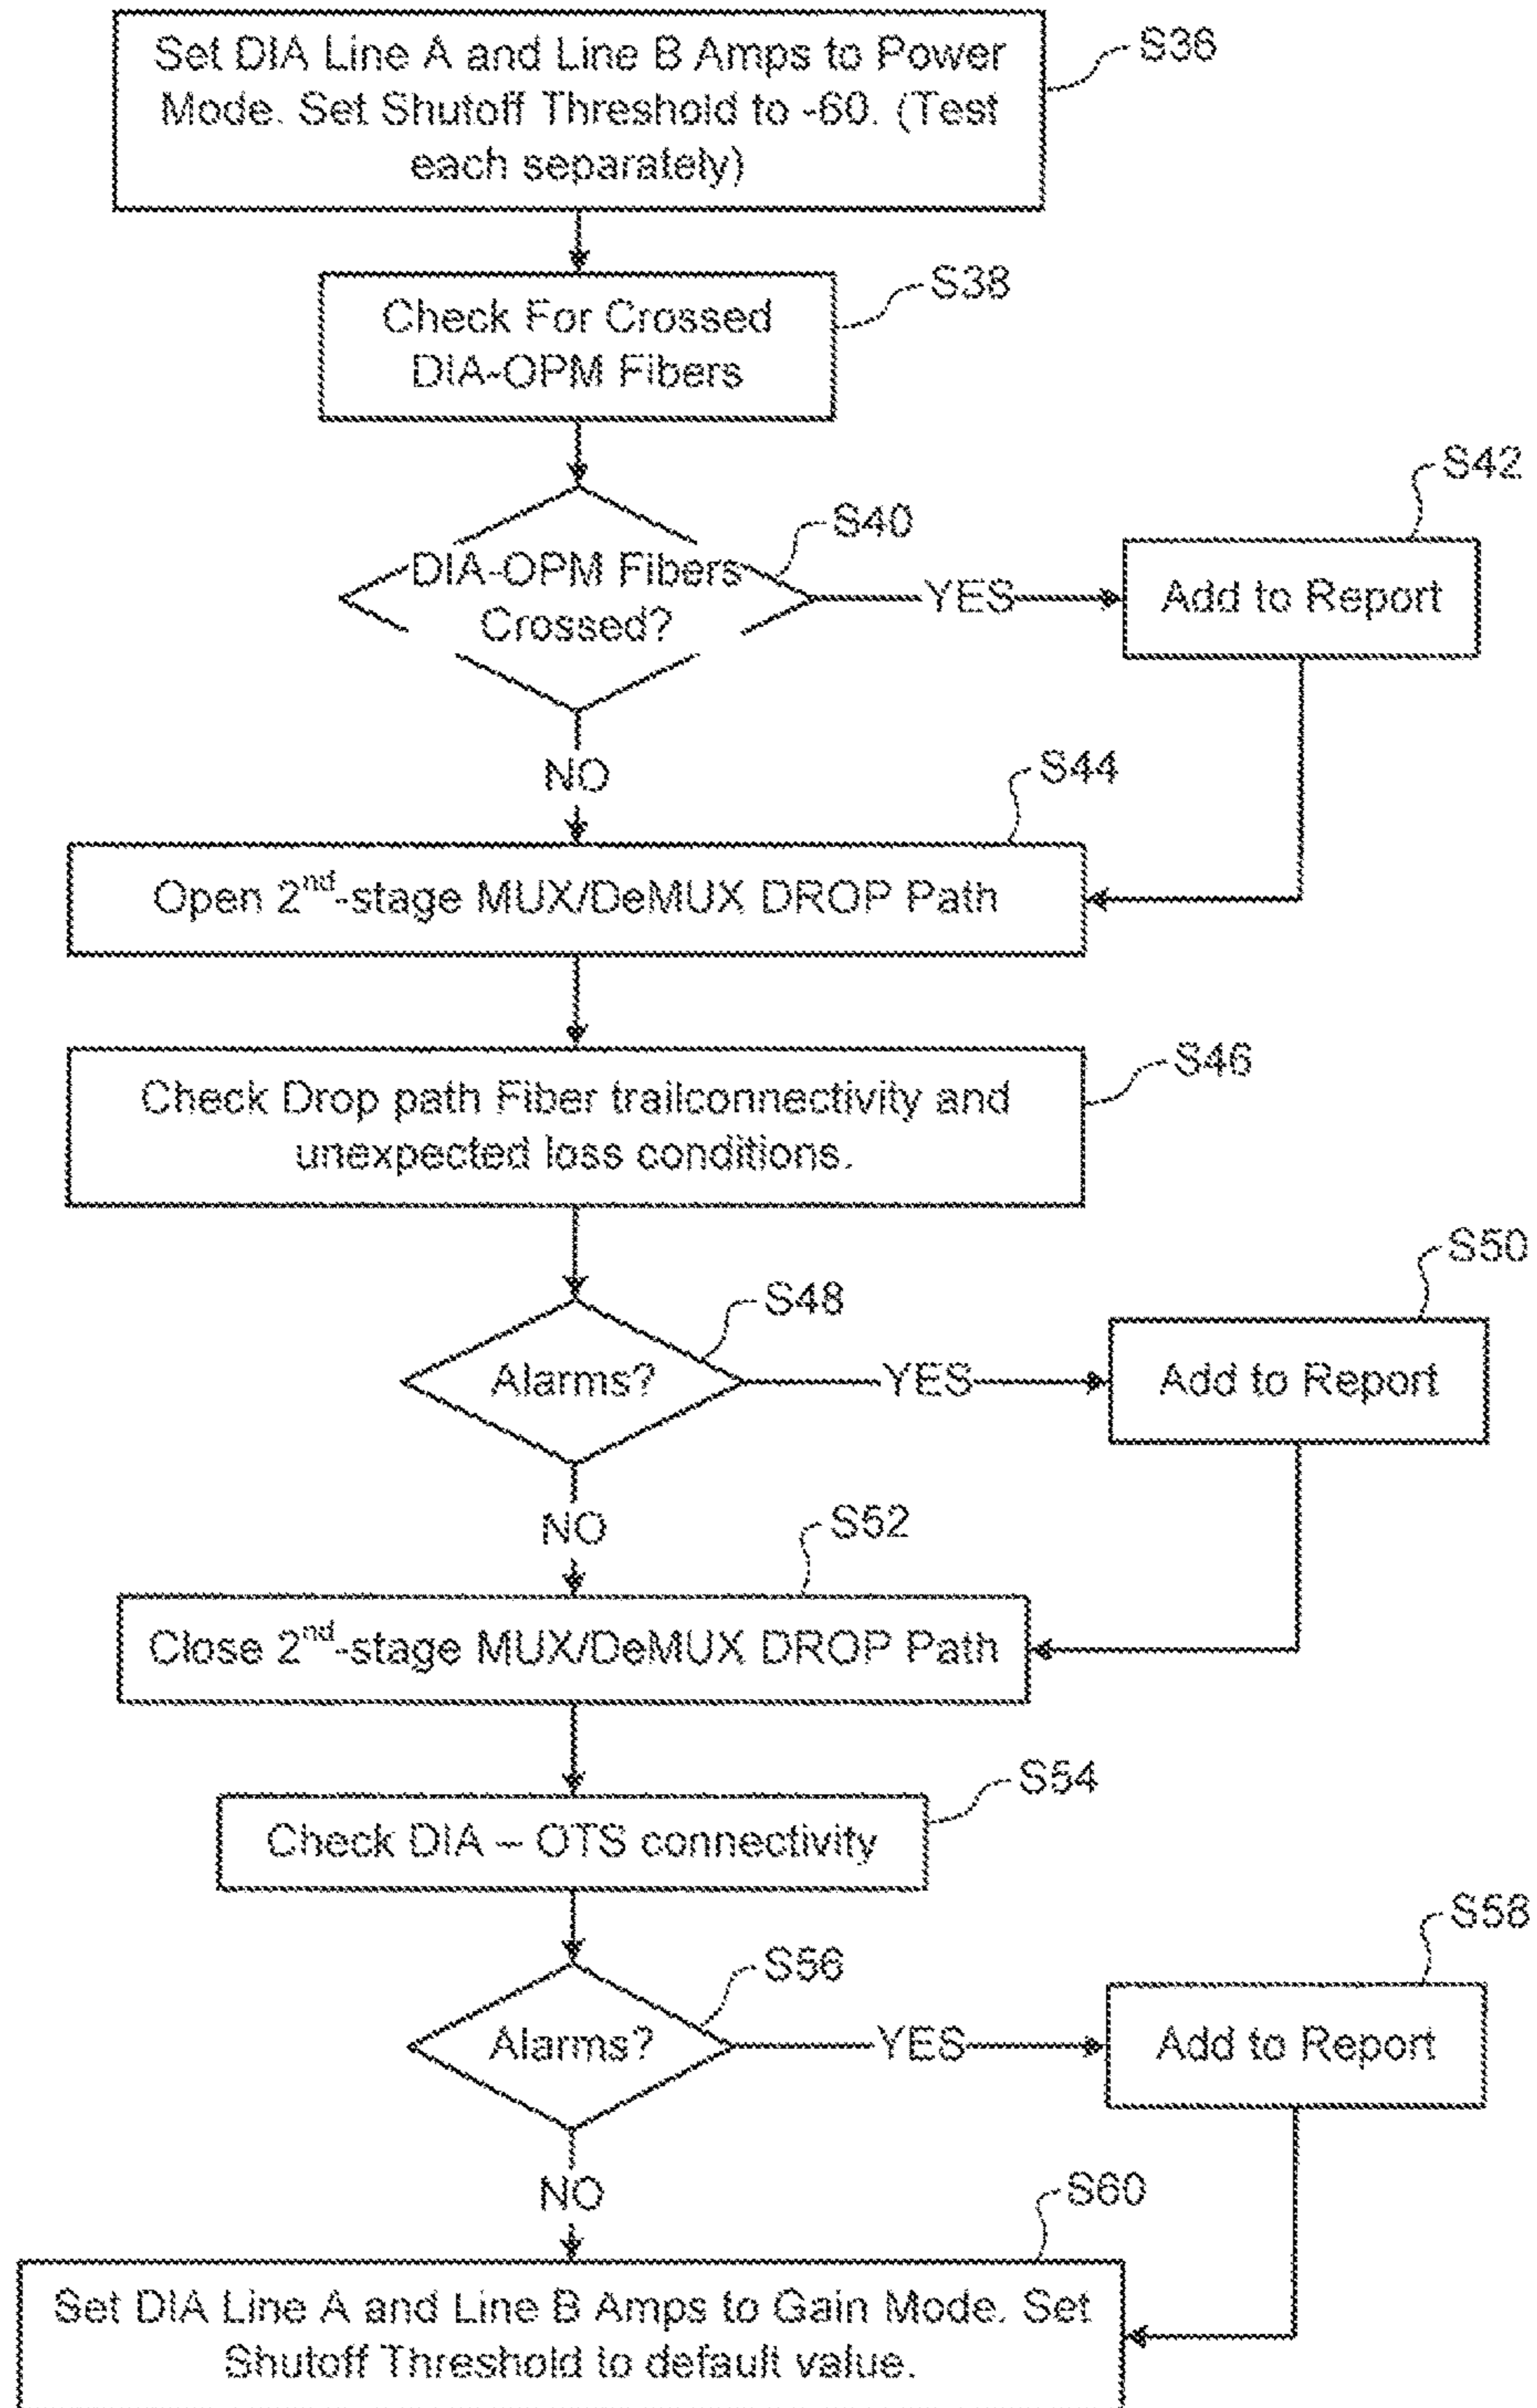 Set DIA Line A and Line B Amps to Power
Mode. Set Shutoff Threshold to -60. (Test
each separately)
S36
Check For Crossed
DIA-OPM Fibers
S38
DIA-OPM Fibers
Crossed?
S40
YES
Add to Report
S42
NO
S44
Open 2nd-stage MUX/DeMUX DROP Path
Check Drop path Fiber trailconnectivity and
unexpected loss conditions.
S46
Alarms?
S48
YES
Add to Report
S50
NO
S52
Close 2nd-stage MUX/DeMUX DROP Path
Check DIA – OTS connectivity
S54
Alarms?
S56
YES
Add to Report
S58
NO
S60
Set DIA Line A and Line B Amps to Gain Mode. Set
Shutoff Threshold to default value.